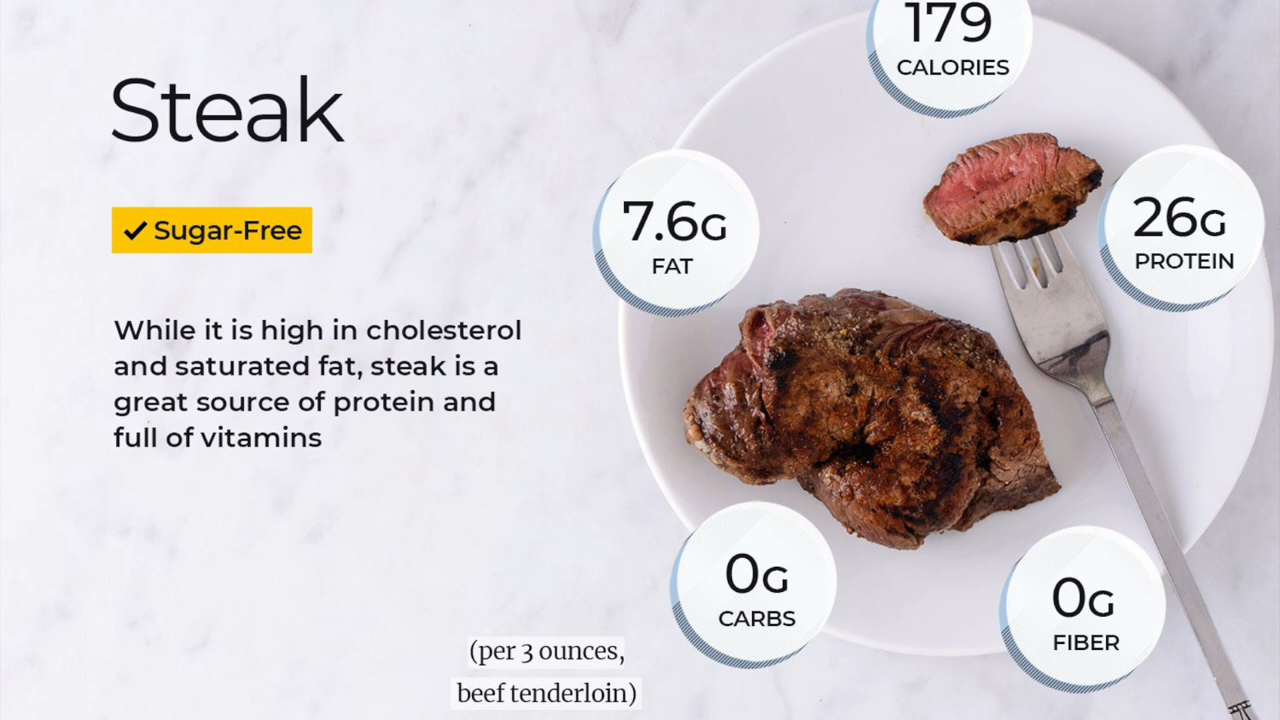 Steak
✓ Sugar-Free
While it is high in cholesterol
and saturated fat, steak is a
great source of protein and
full of vitamins
179
CALORIES
7.6G
FAT
26G
PROTEIN
0G
CARBS
0G
FIBER
(per 3 ounces,
beef tenderloin)